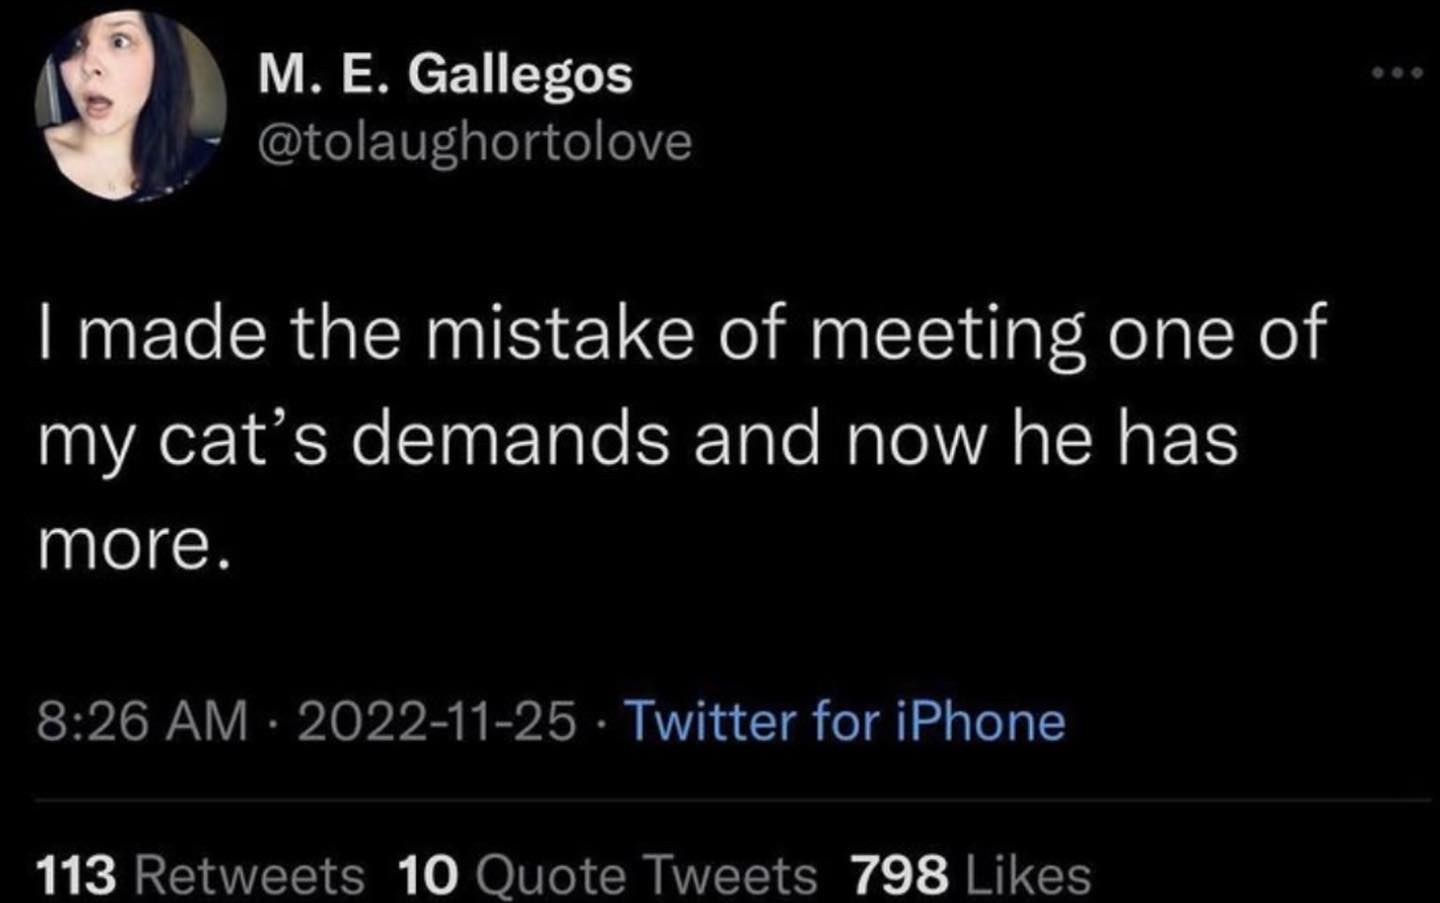 M. E. Gallegos
@tolaughortolove
I made the mistake of meeting one of
my cat’s demands and now he has
more.
8:26 AM · 2022-11-25 · Twitter for iPhone
113 Retweets 10 Quote Tweets 798 Likes